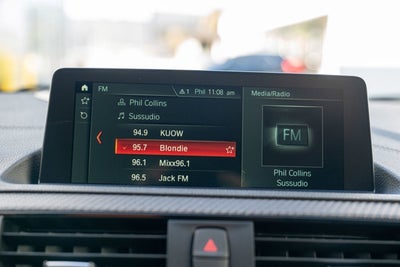 FM 1 Phil 11:08 am Media/Radio
Phil Collins
Sussudio
94.9 KUOW
95.7 Blondie
96.1 Mixx96.1
96.5 Jack FM
FM
Phil Collins
Sussudio